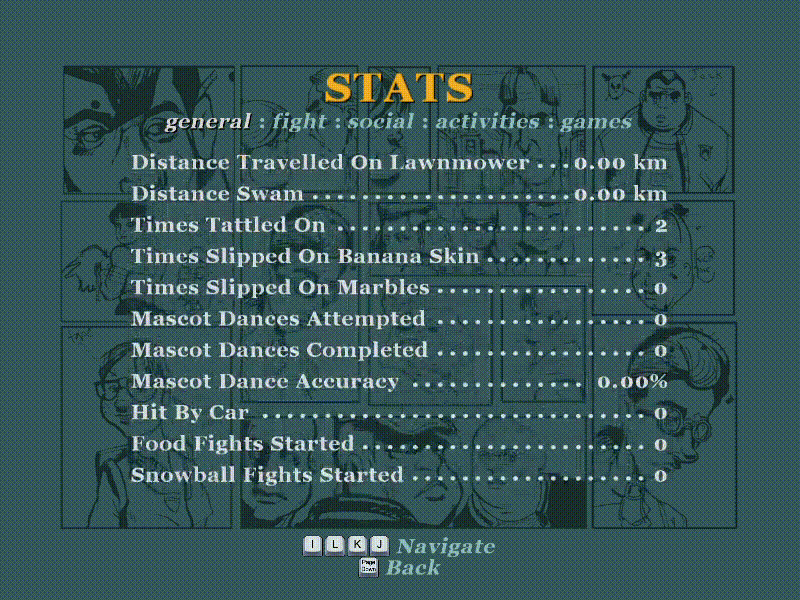 STATS
general : fight : social : activities : games
Distance Travelled On Lawnmower . . . 0.00 km
Distance Swam . . . . . . . . . . . . . . . . . . . . . 0.00 km
Times Tattled On . . . . . . . . . . . . . . . . . . . . . . . . . 2
Times Slipped On Banana Skin . . . . . . . . . . . . . 3
Times Slipped On Marbles . . . . . . . . . . . . . . . . . 0
Mascot Dances Attempted . . . . . . . . . . . . . . . . . 0
Mascot Dances Completed . . . . . . . . . . . . . . . . . 0
Mascot Dance Accuracy . . . . . . . . . . . . . . 0.00%
Hit By Car . . . . . . . . . . . . . . . . . . . . . . . . . . . . . . . 0
Food Fights Started . . . . . . . . . . . . . . . . . . . . . . . 0
Snowball Fights Started . . . . . . . . . . . . . . . . . . . 0
I L K J Navigate
Page Down Back